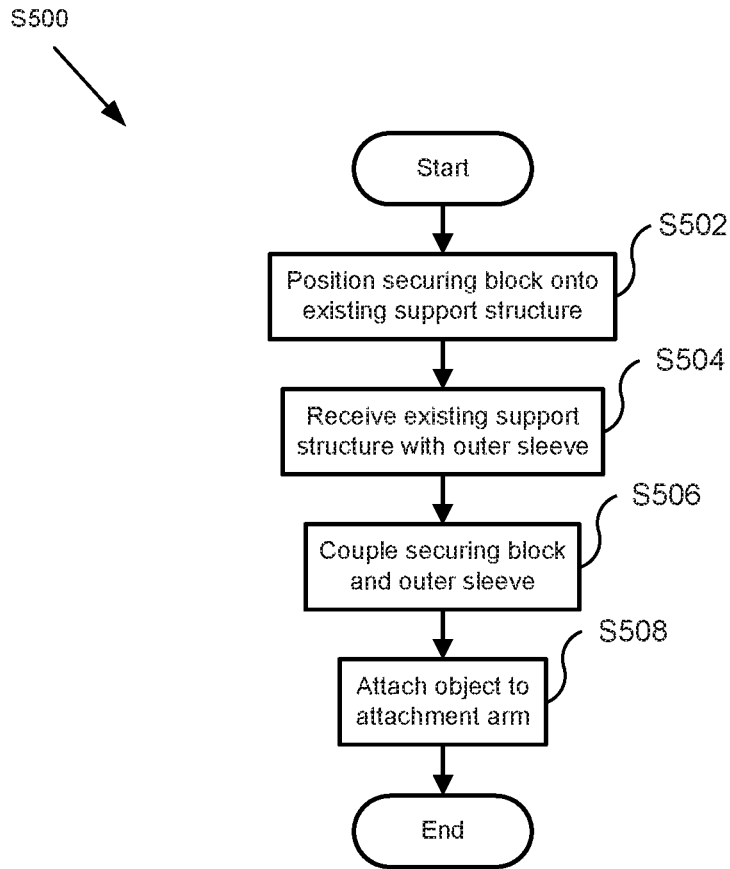 S500
Start
S502
Position securing block onto
existing support structure
S504
Receive existing support
structure with outer sleeve
S506
Couple securing block
and outer sleeve
S508
Attach object to
attachment arm
End